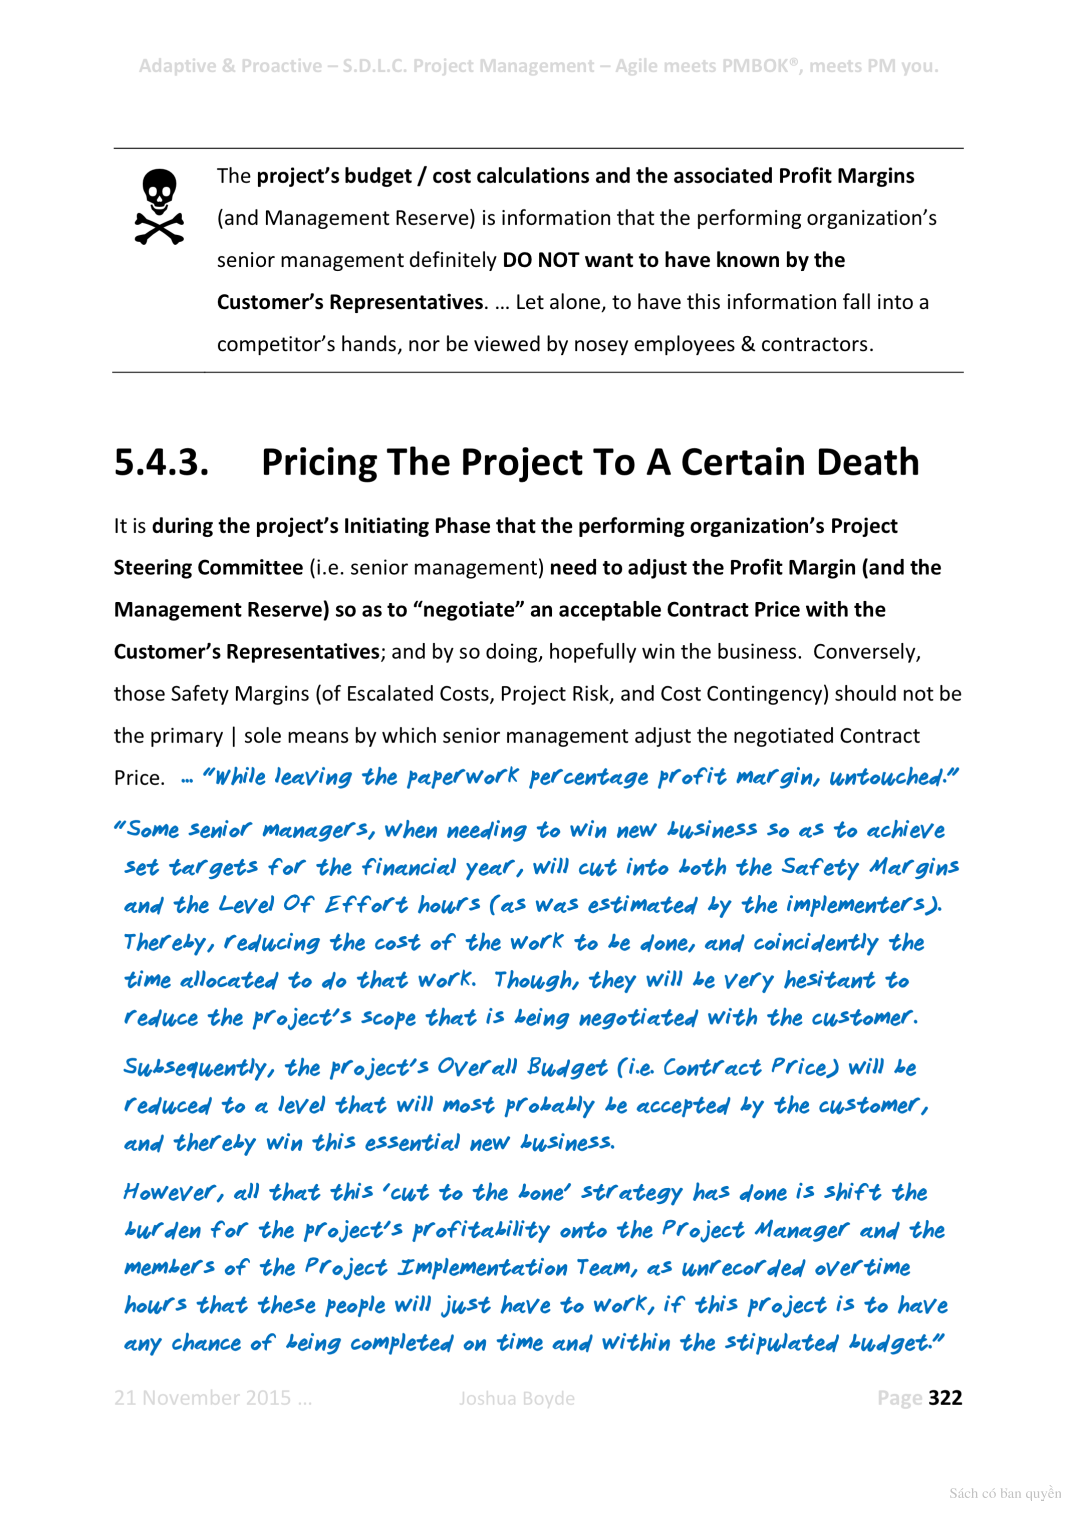 Adaptive & Proactive – S.D.L.C. Project Management – Agile meets PMBOK®, meets PM you.
The project’s budget / cost calculations and the associated Profit Margins
(and Management Reserve) is information that the performing organization’s
senior management definitely DO NOT want to have known by the
Customer’s Representatives. … Let alone, to have this information fall into a
competitor’s hands, nor be viewed by nosey employees & contractors.
5.4.3. Pricing The Project To A Certain Death
It is during the project’s Initiating Phase that the performing organization’s Project
Steering Committee (i.e. senior management) need to adjust the Profit Margin (and the
Management Reserve) so as to “negotiate” an acceptable Contract Price with the
Customer’s Representatives; and by so doing, hopefully win the business. Conversely,
those Safety Margins (of Escalated Costs, Project Risk, and Cost Contingency) should not be
the primary | sole means by which senior management adjust the negotiated Contract
Price. … “While leaving the paperwork percentage profit margin, untouched.”
“Some senior managers, when needing to win new business so as to achieve
set targets for the financial year, will cut into both the Safety Margins
and the Level Of Effort hours (as was estimated by the implementers).
Thereby, reducing the cost of the work to be done, and coincidently the
time allocated to do that work. Though, they will be very hesitant to
reduce the project’s scope that is being negotiated with the customer.
Subsequently, the project’s Overall Budget (i.e. Contract Price) will be
reduced to a level that will most probably be accepted by the customer,
and thereby win this essential new business.
However, all that this ‘cut to the bone’ strategy has done is shift the
burden for the project’s profitability onto the Project Manager and the
members of the Project Implementation Team, as unrecorded overtime
hours that these people will just have to work, if this project is to have
any chance of being completed on time and within the stipulated budget.”
21 November 2015 … Joshua Boyde Page 322
Sách có bản quyền